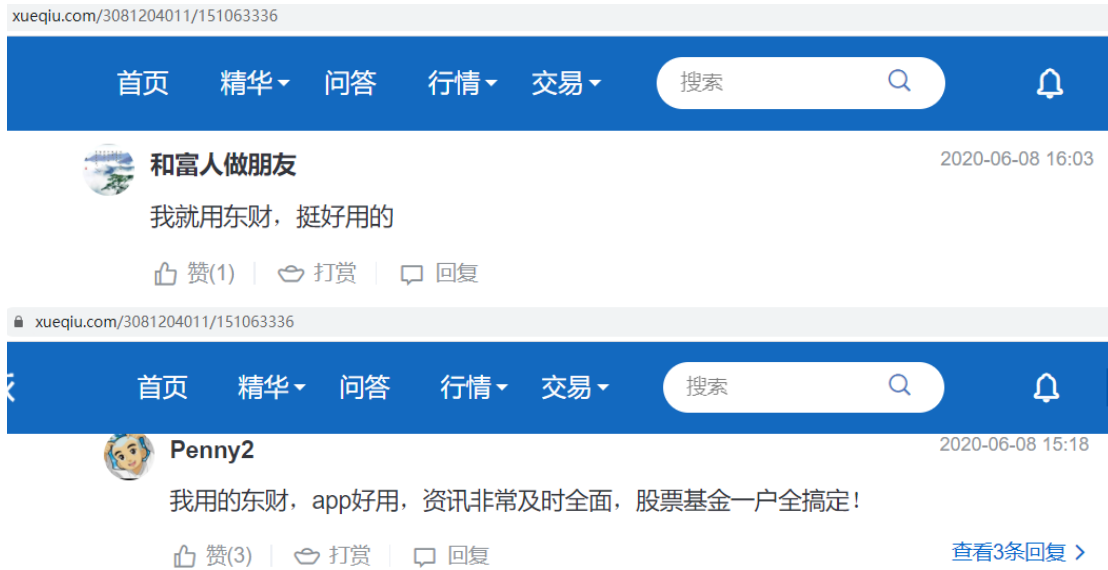 xueqiu.com/3081204011/151063336
首页 精华 问答 行情 交易 搜索
和富人做朋友 2020-06-08 16:03
我就用东财，挺好用的
赞(1) 打赏 回复
xueqiu.com/3081204011/151063336
首页 精华 问答 行情 交易 搜索
Penny2 2020-06-08 15:18
我用的东财，app好用，资讯非常及时全面，股票基金一户全搞定！
赞(3) 打赏 回复 查看3条回复